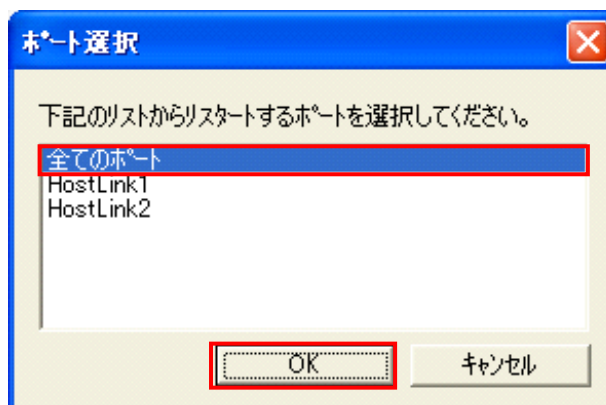 ﾎﾟｰﾄ選択
下記のﾘｽﾄからﾘｽﾀｰﾄするﾎﾟｰﾄを選択してください。
全てのﾎﾟｰﾄ
HostLink1
HostLink2
OK ｷｬﾝｾﾙ